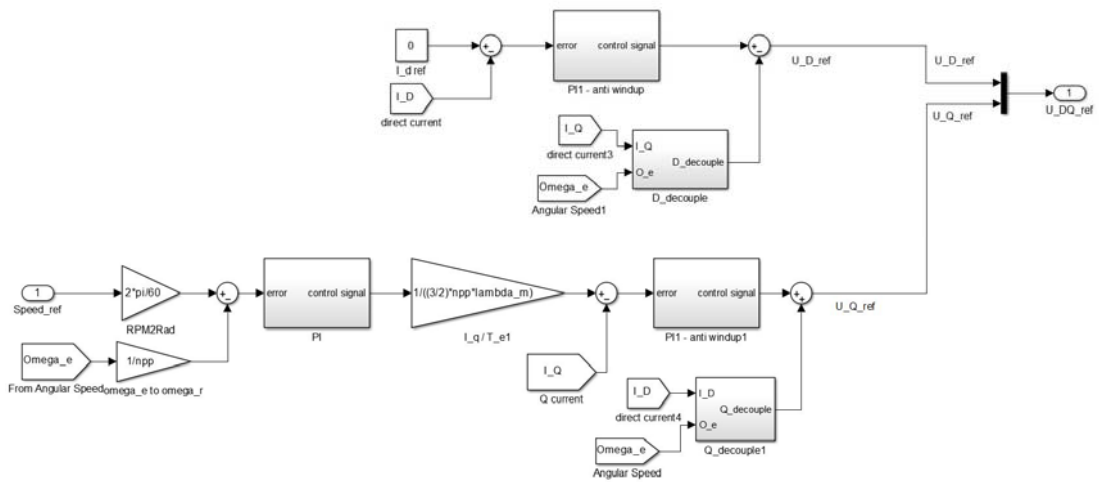 0
I_d ref
+
-
I_D
direct current
error
control signal
PI1 - anti windup
+
-
U_D_ref
U_D_ref
U_Q_ref
1
U_DQ_ref
I_Q
direct current3
Omega_e
Angular Speed1
I_Q
O_e
D_decouple
D_decouple
1
Speed_ref
2*pi/60
RPM2Rad
+
-
Omega_e
From Angular Speed
1/npp
omega_e to omega_r
error
control signal
PI
1/((3/2)*npp*lambda_m)
I_q / T_e1
+
-
I_Q
Q current
error
control signal
PI1 - anti windup1
+
+
U_Q_ref
I_D
direct current4
Omega_e
Angular Speed
I_D
O_e
Q_decouple
Q_decouple1